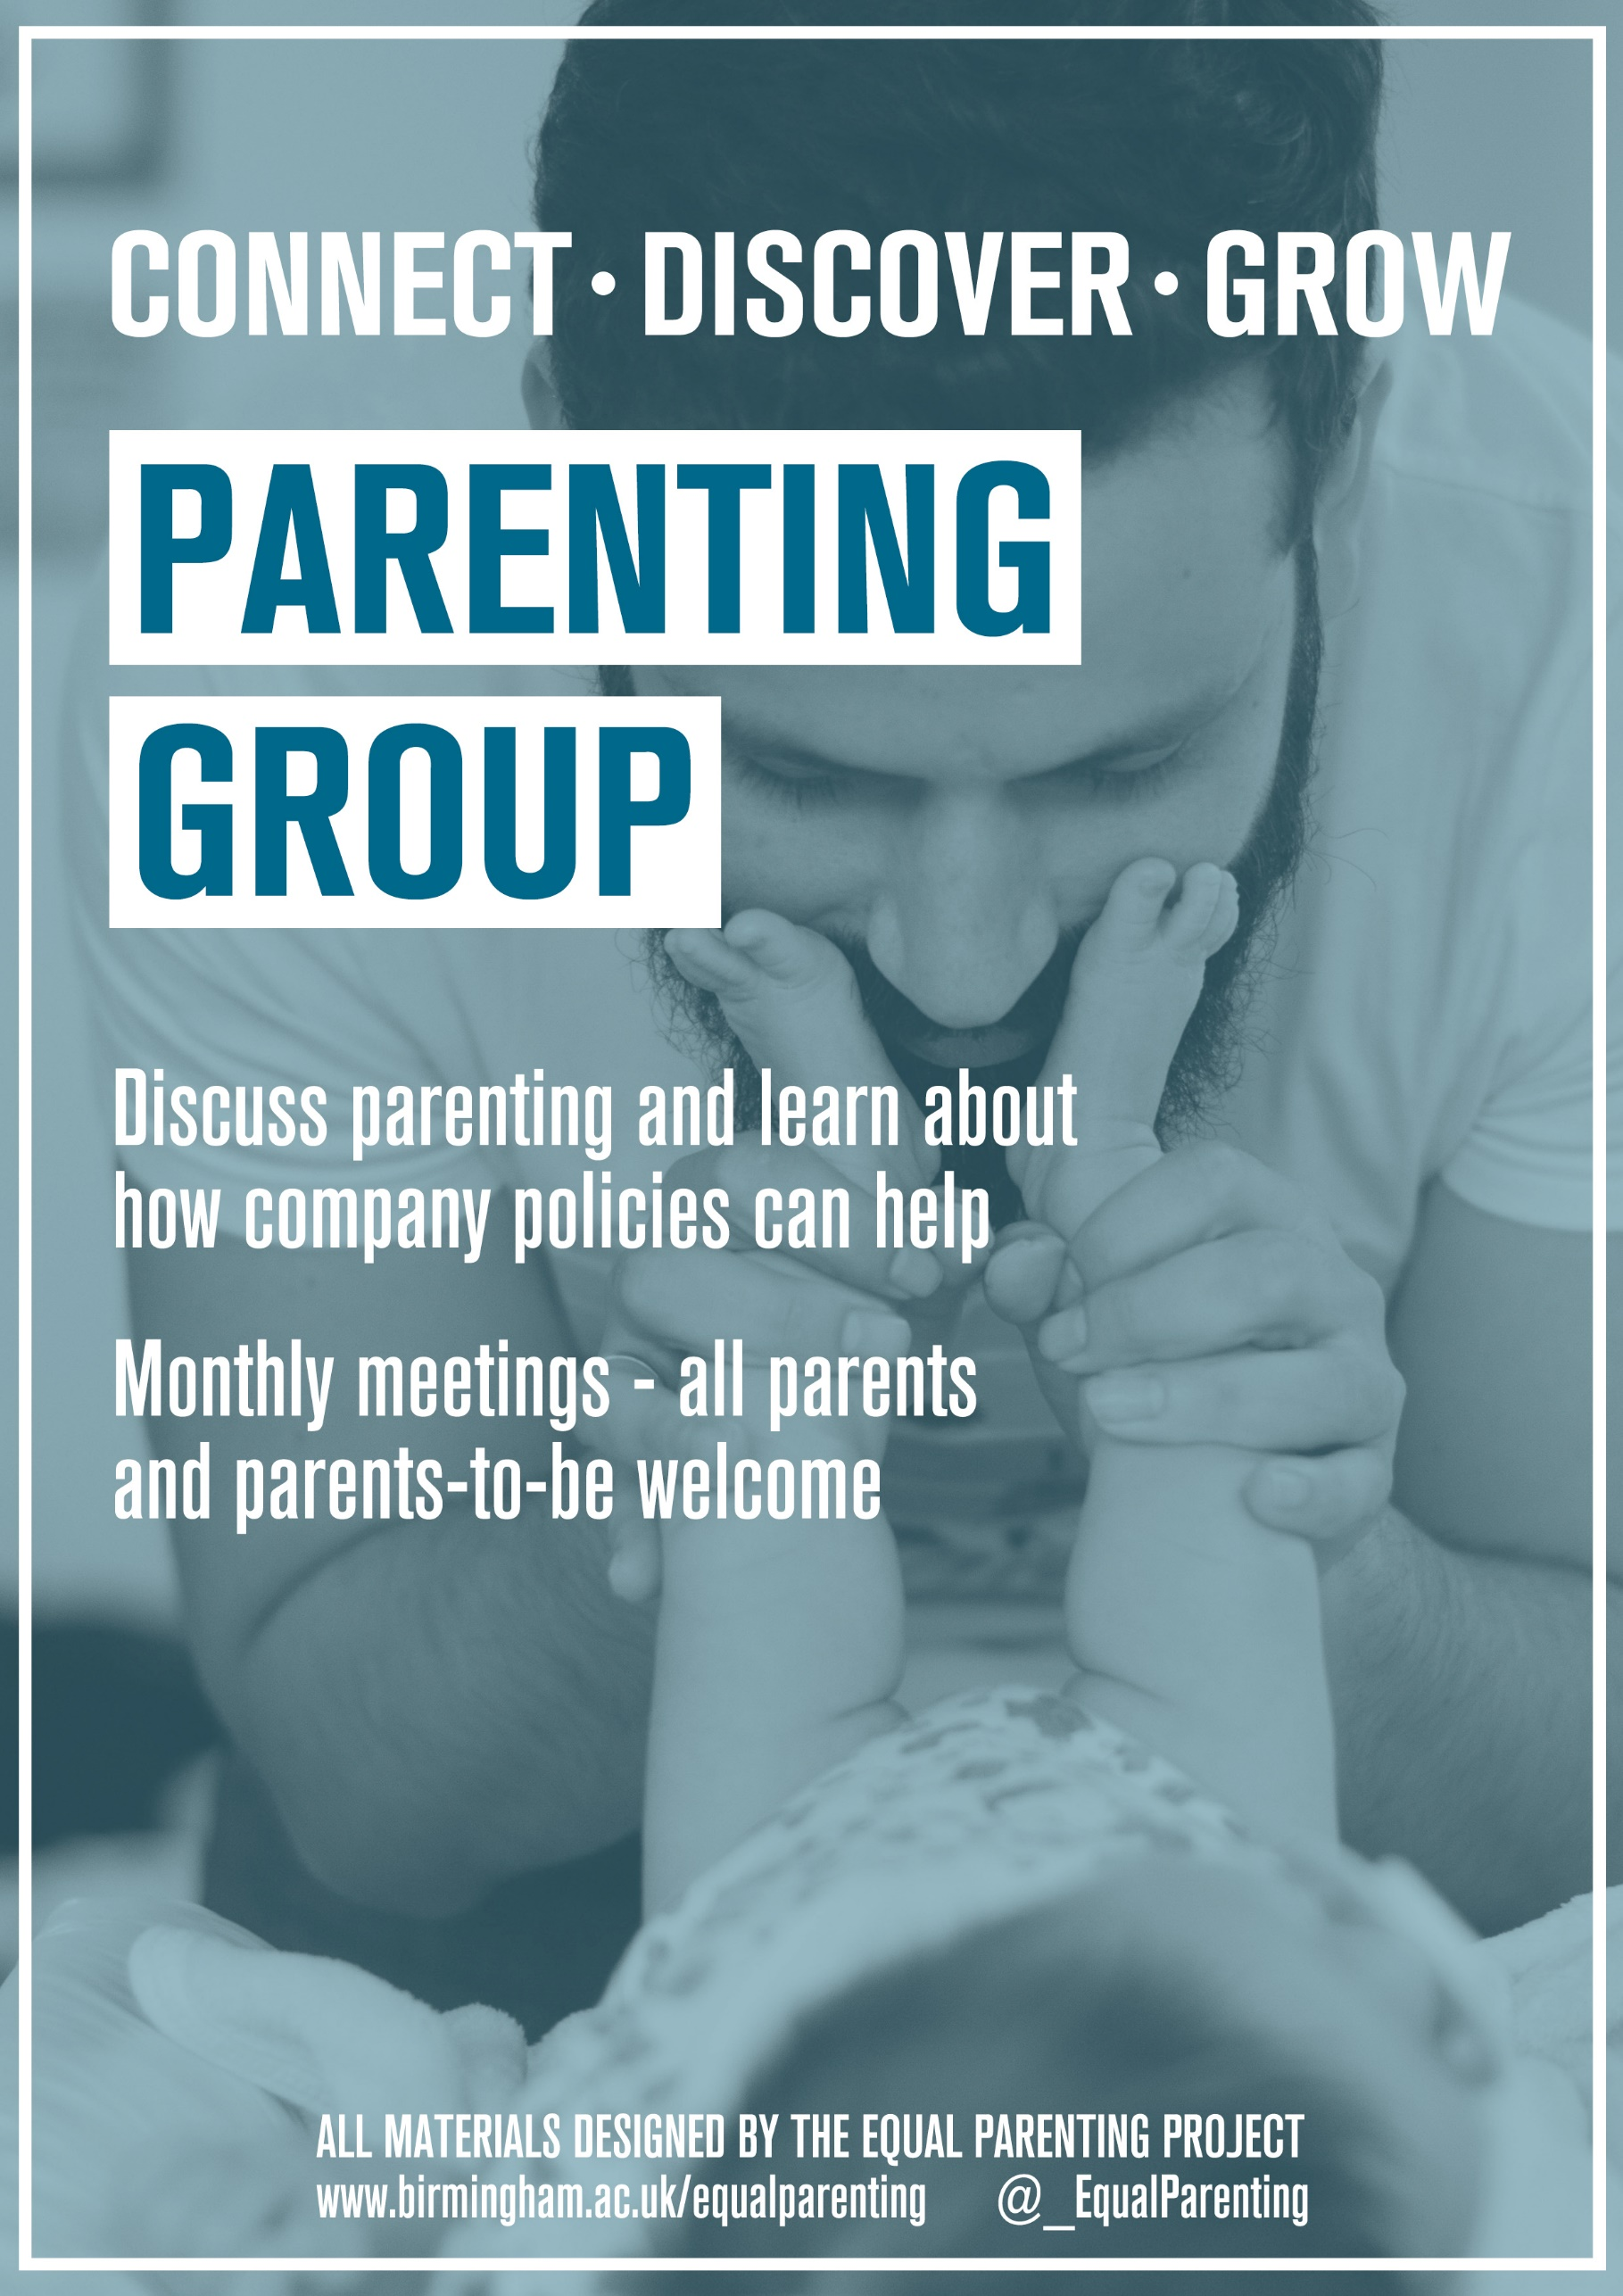 CONNECT • DISCOVER • GROW
PARENTING
GROUP
Discuss parenting and learn about
how company policies can help
Monthly meetings - all parents
and parents-to-be welcome
ALL MATERIALS DESIGNED BY THE EQUAL PARENTING PROJECT
www.birmingham.ac.uk/equalparenting @_EqualParenting